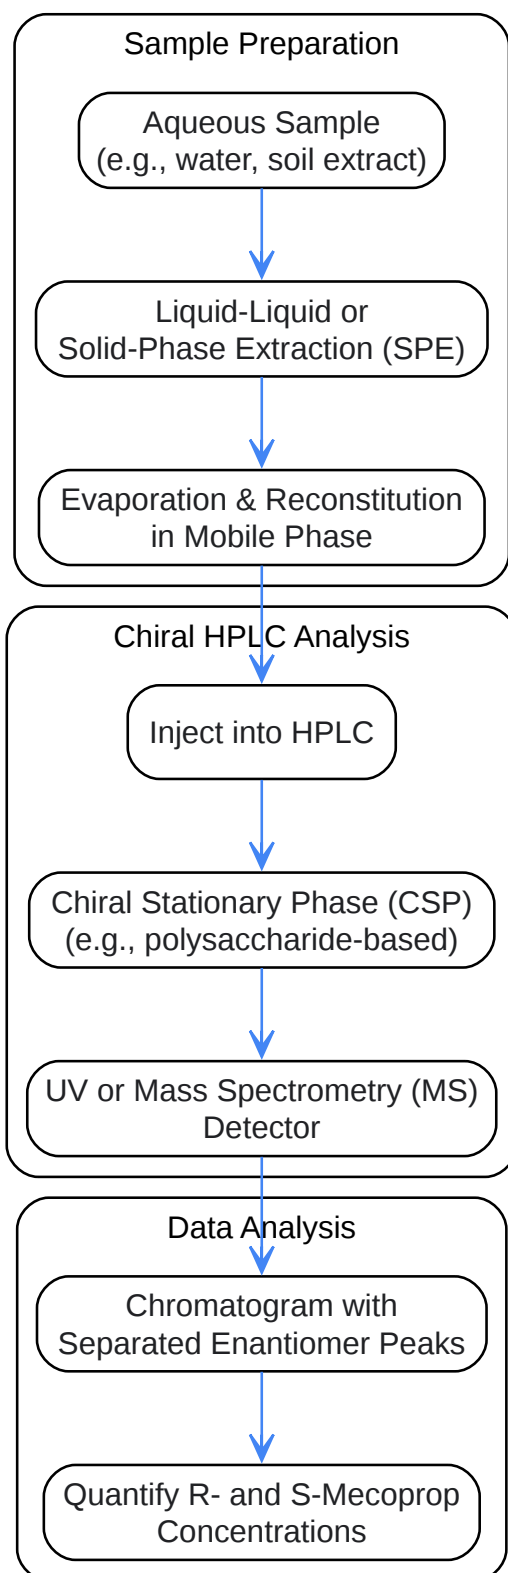 Sample Preparation
Aqueous Sample
(e.g., water, soil extract)
Liquid-Liquid or
Solid-Phase Extraction (SPE)
Evaporation & Reconstitution
in Mobile Phase
Chiral HPLC Analysis
Inject into HPLC
Chiral Stationary Phase (CSP)
(e.g., polysaccharide-based)
UV or Mass Spectrometry (MS)
Detector
Data Analysis
Chromatogram with
Separated Enantiomer Peaks
Quantify R- and S-Mecoprop
Concentrations